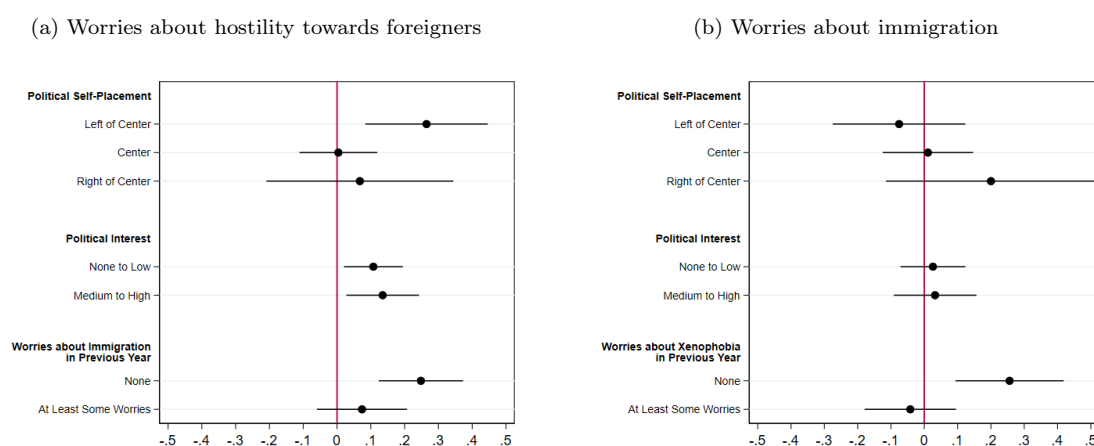 (a) Worries about hostility towards foreigners
Political Self-Placement
Left of Center
Center
Right of Center
Political Interest
None to Low
Medium to High
Worries about Immigration
in Previous Year
None
At Least Some Worries
-.5 -.4 -.3 -.2 -.1 0 .1 .2 .3 .4 .5
(b) Worries about immigration
Political Self-Placement
Left of Center
Center
Right of Center
Political Interest
None to Low
Medium to High
Worries about Xenophobia
in Previous Year
None
At Least Some Worries
-.5 -.4 -.3 -.2 -.1 0 .1 .2 .3 .4 .5